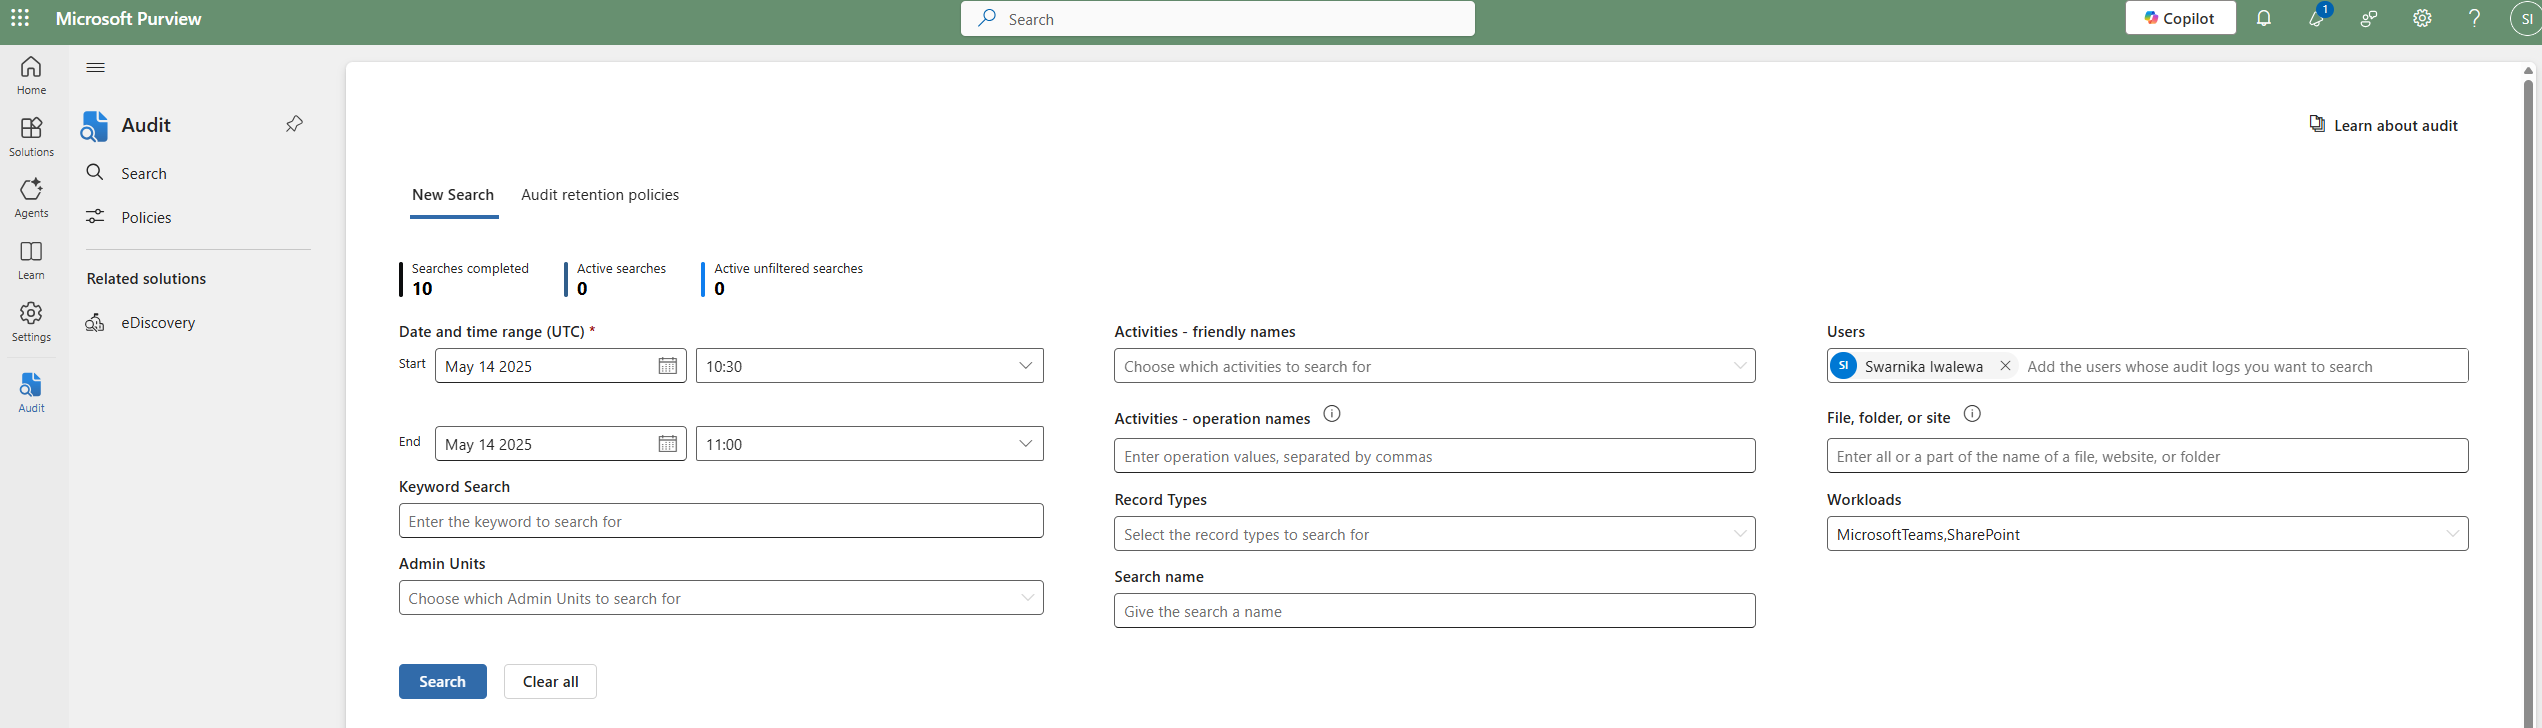 Microsoft Purview
Search
Copilot
1
SI
Home
Solutions
Agents
Learn
Settings
Audit
Audit
Search
Policies
Related solutions
eDiscovery
Learn about audit
New Search
Audit retention policies
Searches completed
10
Active searches
0
Active unfiltered searches
0
Date and time range (UTC) *
Start
May 14 2025
10:30
End
May 14 2025
11:00
Keyword Search
Enter the keyword to search for
Admin Units
Choose which Admin Units to search for
Activities - friendly names
Choose which activities to search for
Activities - operation names
Enter operation values, separated by commas
Record Types
Select the record types to search for
Search name
Give the search a name
Users
SI Swarnika Iwalewa Add the users whose audit logs you want to search
File, folder, or site
Enter all or a part of the name of a file, website, or folder
Workloads
MicrosoftTeams,SharePoint
Search
Clear all